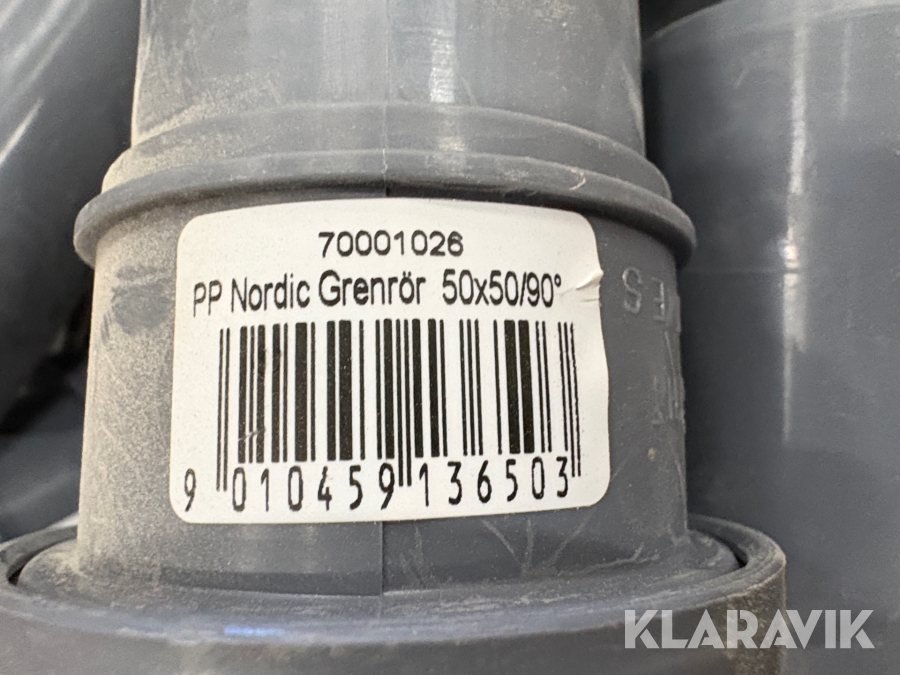 70001026
PP Nordic Grenrör 50x50/90°
9 010459 136503
KLARAVIK